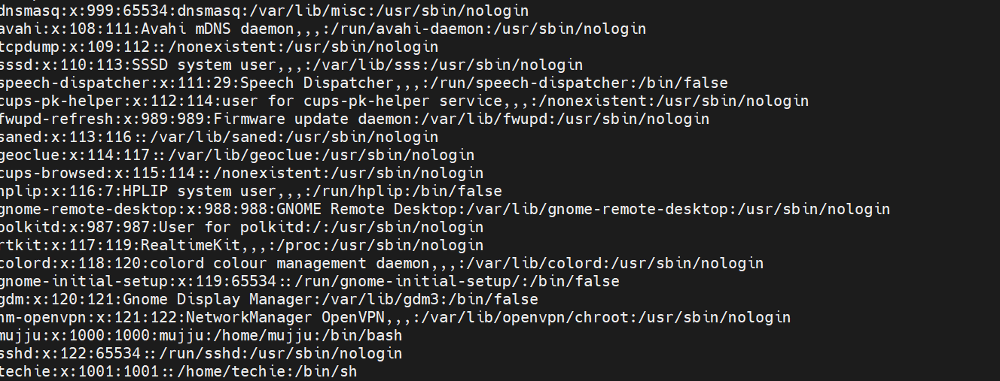 dnsmasq:x:999:65534:dnsmasq:/var/lib/misc:/usr/sbin/nologin
avahi:x:108:111:Avahi mDNS daemon,,,:/run/avahi-daemon:/usr/sbin/nologin
tcpdump:x:109:112::/nonexistent:/usr/sbin/nologin
sssd:x:110:113:SSSD system user,,,:/var/lib/sss:/usr/sbin/nologin
speech-dispatcher:x:111:29:Speech Dispatcher,,,:/run/speech-dispatcher:/bin/false
cups-pk-helper:x:112:114:user for cups-pk-helper service,,,:/nonexistent:/usr/sbin/nologin
fwupd-refresh:x:989:989:Firmware update daemon:/var/lib/fwupd:/usr/sbin/nologin
saned:x:113:116::/var/lib/saned:/usr/sbin/nologin
geoclue:x:114:117::/var/lib/geoclue:/usr/sbin/nologin
cups-browsed:x:115:114::/nonexistent:/usr/sbin/nologin
hplip:x:116:7:HPLIP system user,,,:/run/hplip:/bin/false
gnome-remote-desktop:x:988:988:GNOME Remote Desktop:/var/lib/gnome-remote-desktop:/usr/sbin/nologin
polkitd:x:987:987:User for polkitd:/:/usr/sbin/nologin
rtkit:x:117:119:RealtimeKit,,,:/proc:/usr/sbin/nologin
colord:x:118:120:colord colour management daemon,,,:/var/lib/colord:/usr/sbin/nologin
gnome-initial-setup:x:119:65534::/run/gnome-initial-setup/:/bin/false
gdm:x:120:121:Gnome Display Manager:/var/lib/gdm3:/bin/false
nm-openvpn:x:121:122:NetworkManager OpenVPN,,,:/var/lib/openvpn/chroot:/usr/sbin/nologin
mujju:x:1000:1000:mujju:/home/mujju:/bin/bash
sshd:x:122:65534::/run/sshd:/usr/sbin/nologin
techie:x:1001:1001::/home/techie:/bin/sh